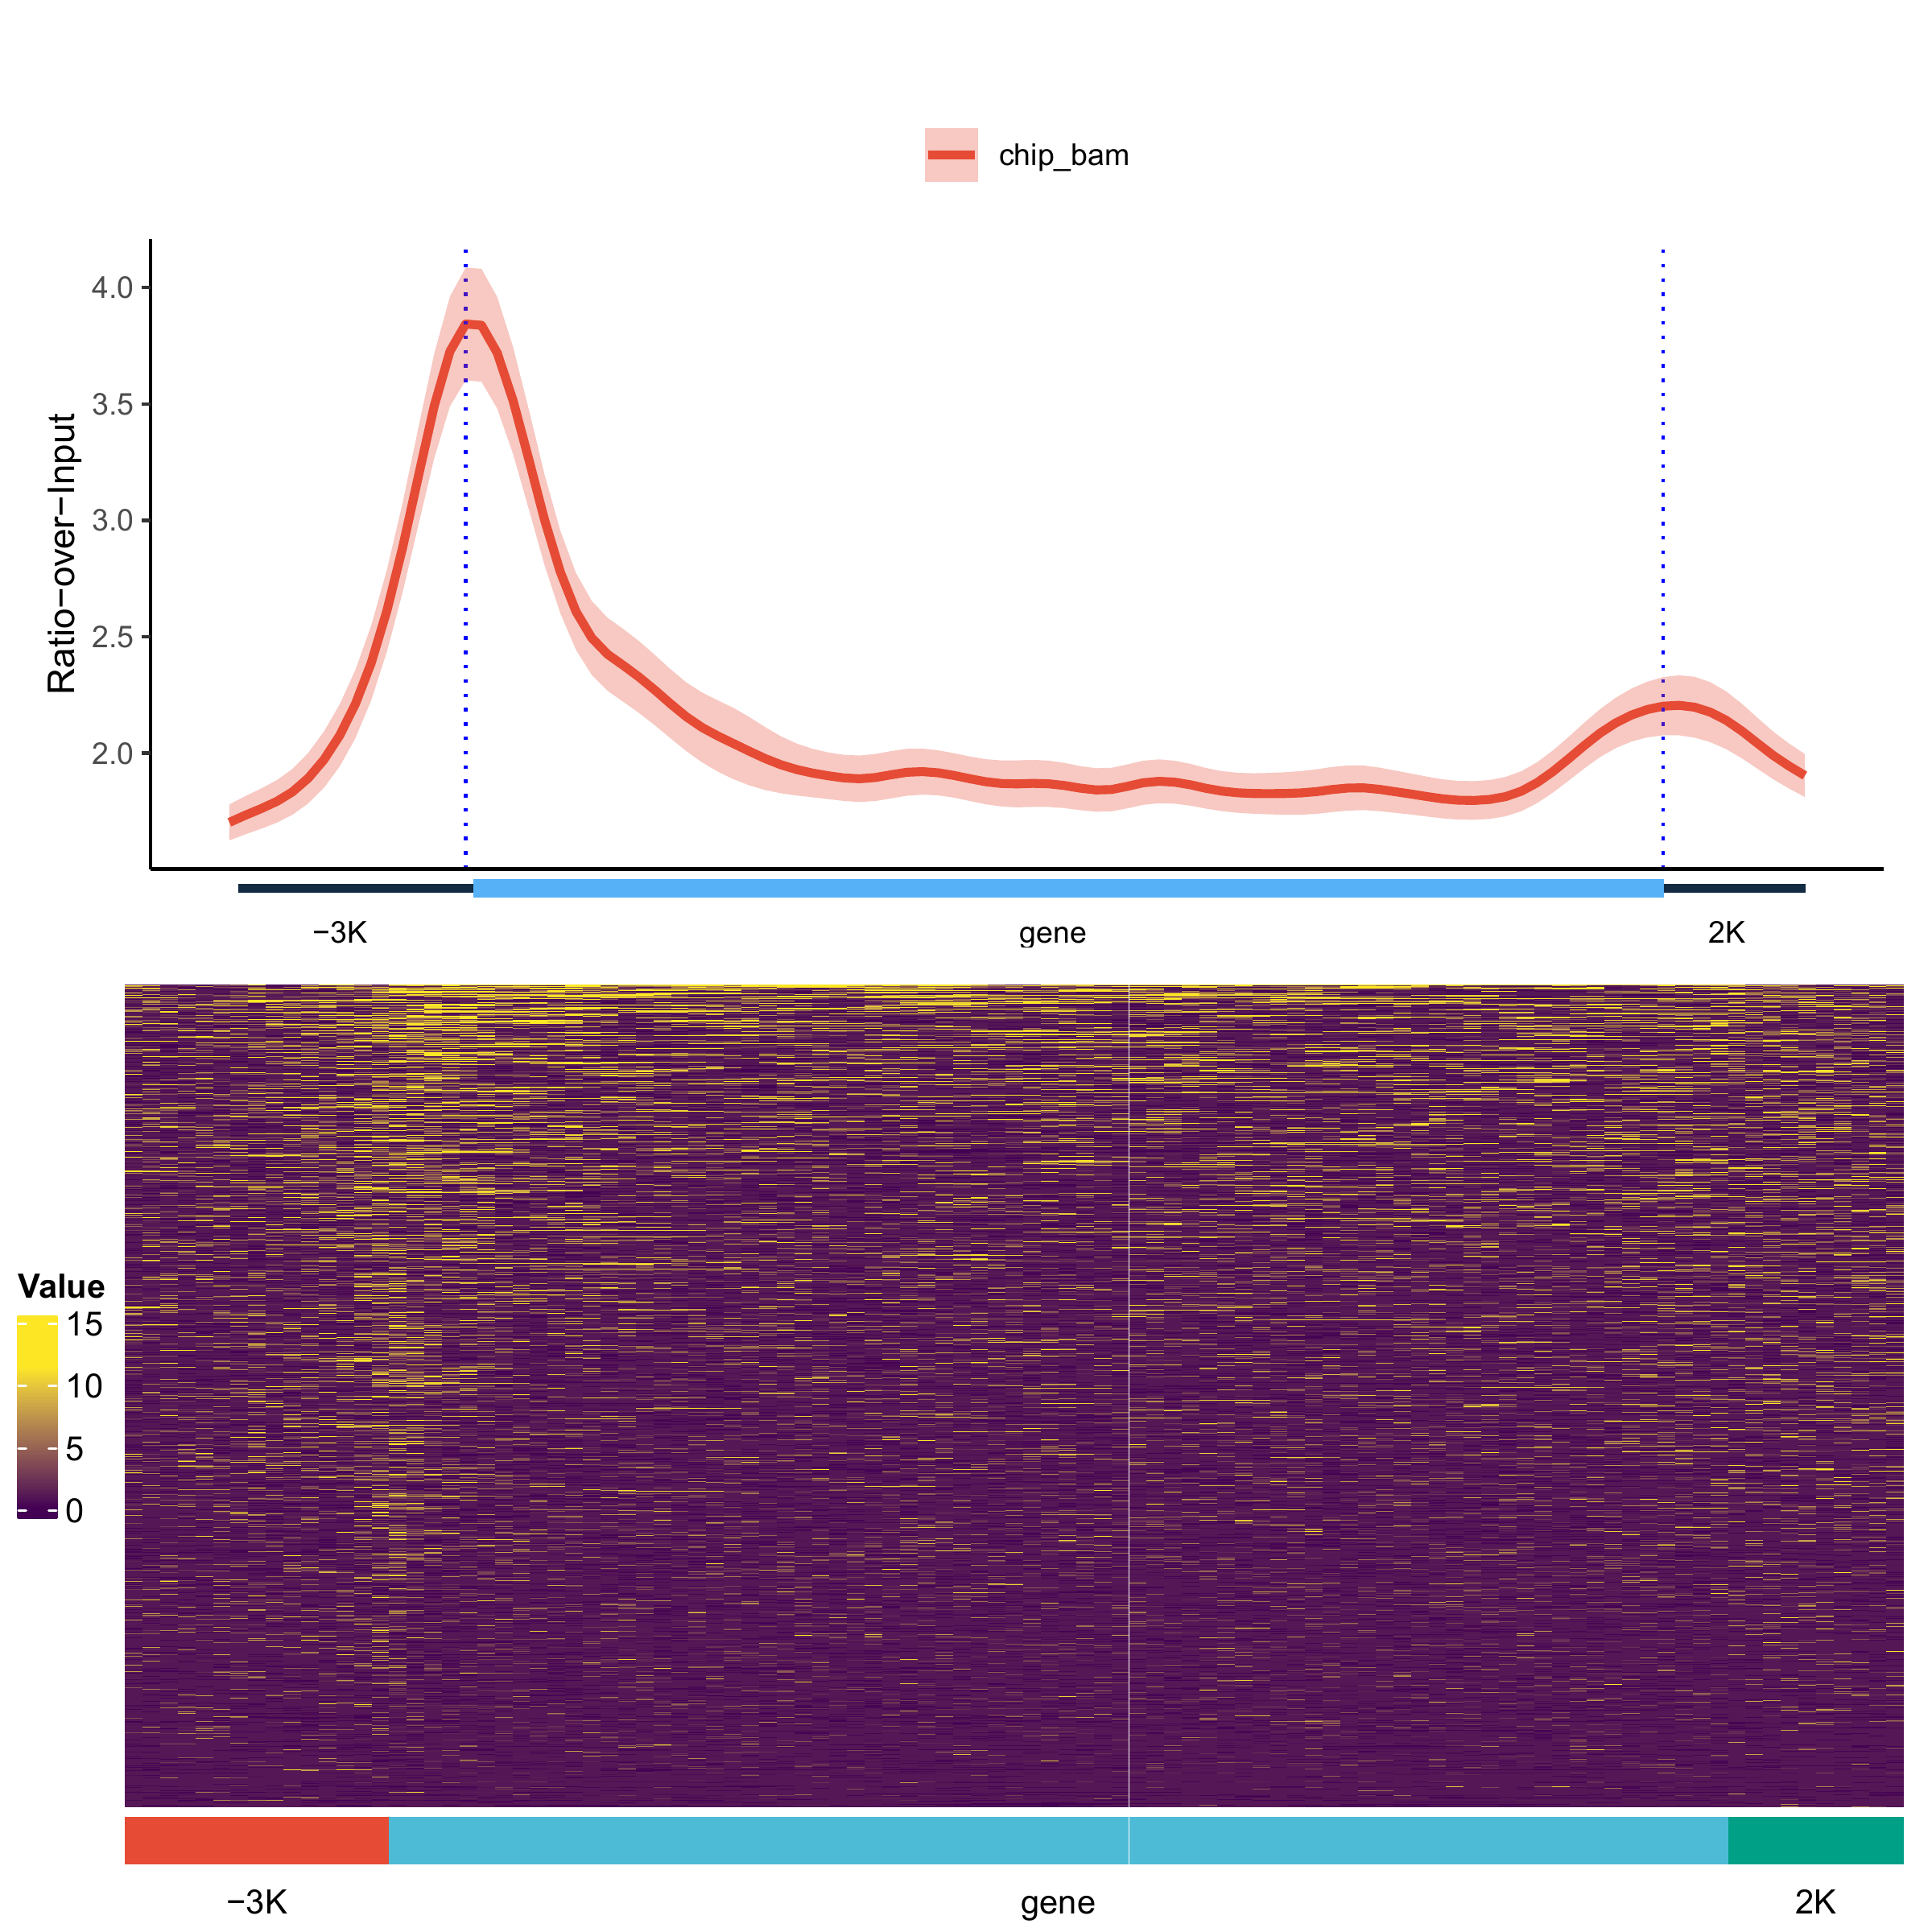 chip_bam
4.0
3.5
3.0
2.5
2.0
Ratio−over−Input
−3K gene 2K
Value
15
10
5
0
−3K gene 2K